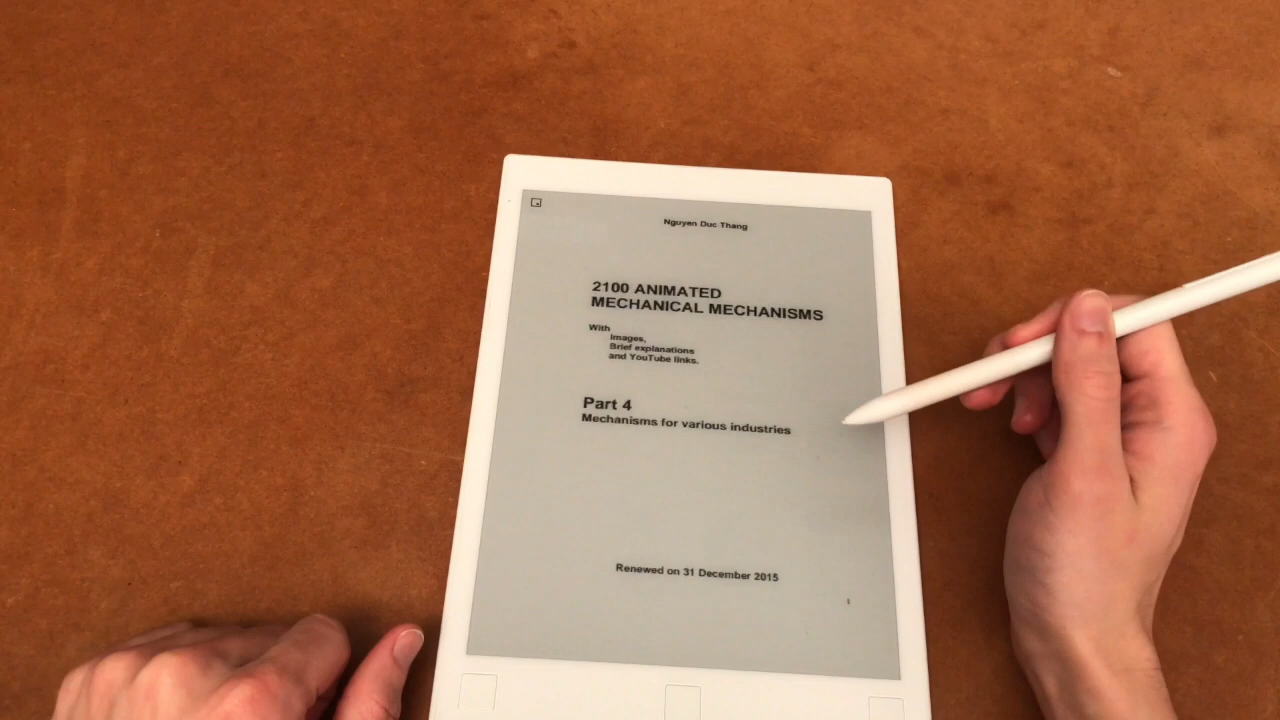 Nguyen Duc Thang
2100 ANIMATED
MECHANICAL MECHANISMS
With
Images,
Brief explanations
and YouTube links.
Part 4
Mechanisms for various industries
Renewed on 31 December 2015
1